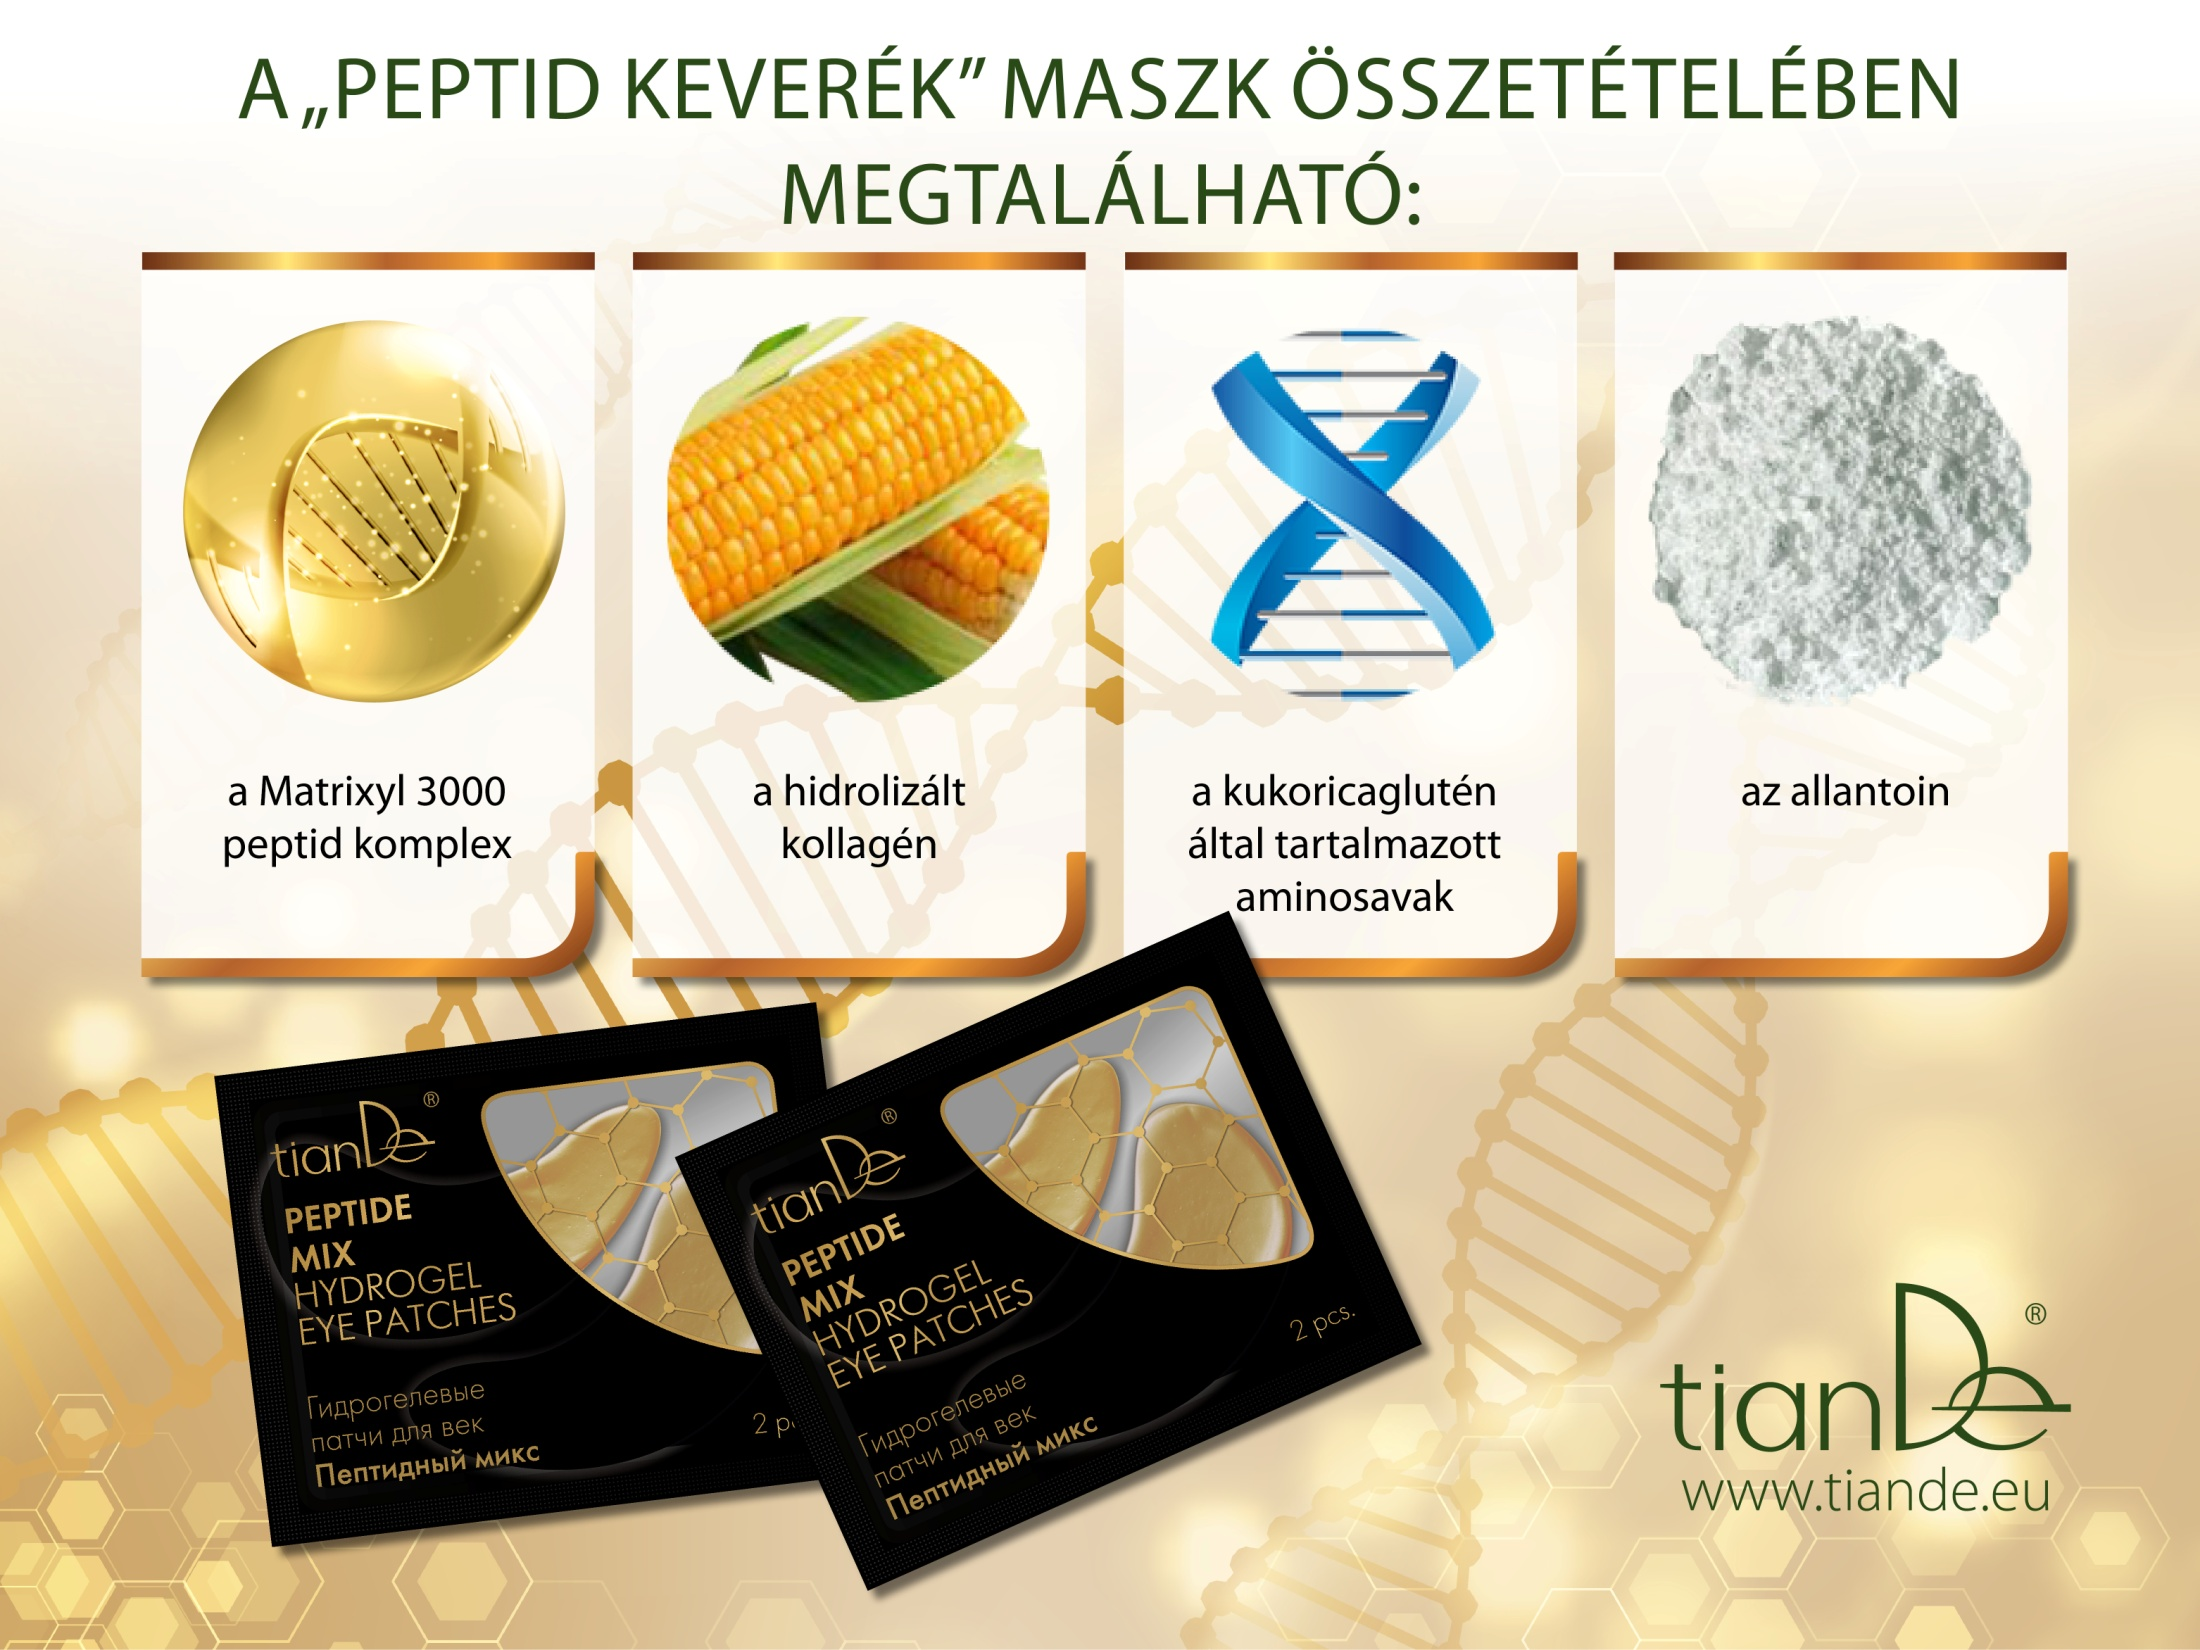 A „PEPTID KEVERÉK” MASZK ÖSSZETÉTELÉBEN
MEGTALÁLHATÓ:
a Matrixyl 3000
peptid komplex
a hidrolizált
kollagén
a kukoricaglutén
által tartalmazott
aminosavak
az allantoin
tianDe®
PEPTIDE
MIX
HYDROGEL
EYE PATCHES
Гидрогелевые
патчи для век
Пептидный микс
2
tianDe®
PEPTIDE
MIX
HYDROGEL
EYE PATCHES
2 pcs.
Гидрогелевые
патчи для век
Пептидный микс
tianDe®
www.tiande.eu